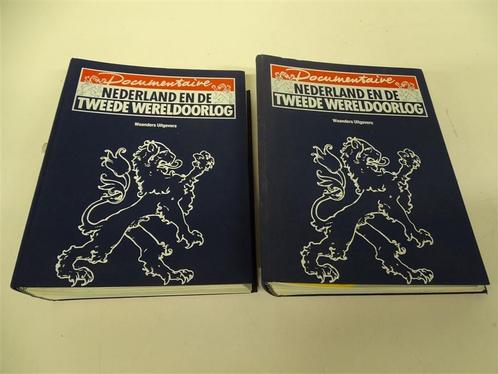 Documentaire
NEDERLAND EN DE
TWEEDE WERELDOORLOG
Waanders Uitgevers
Documentaire
NEDERLAND EN DE
TWEEDE WERELDOORLOG
Waanders Uitgevers